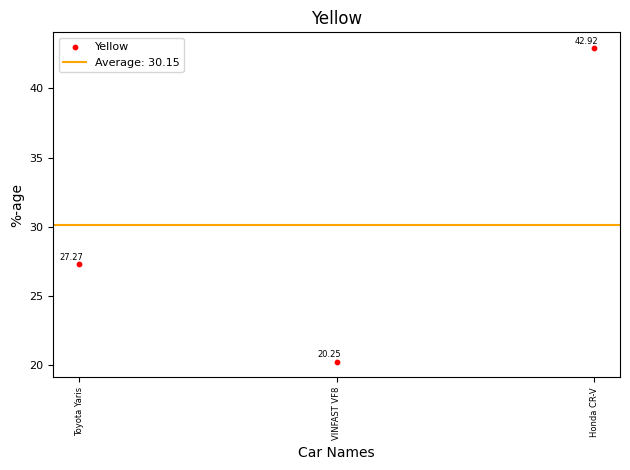 Yellow
Yellow
Average: 30.15
42.92
27.27
20.25
40
35
30
25
20
%-age
Toyota Yaris
VINFAST VF8
Honda CR-V
Car Names